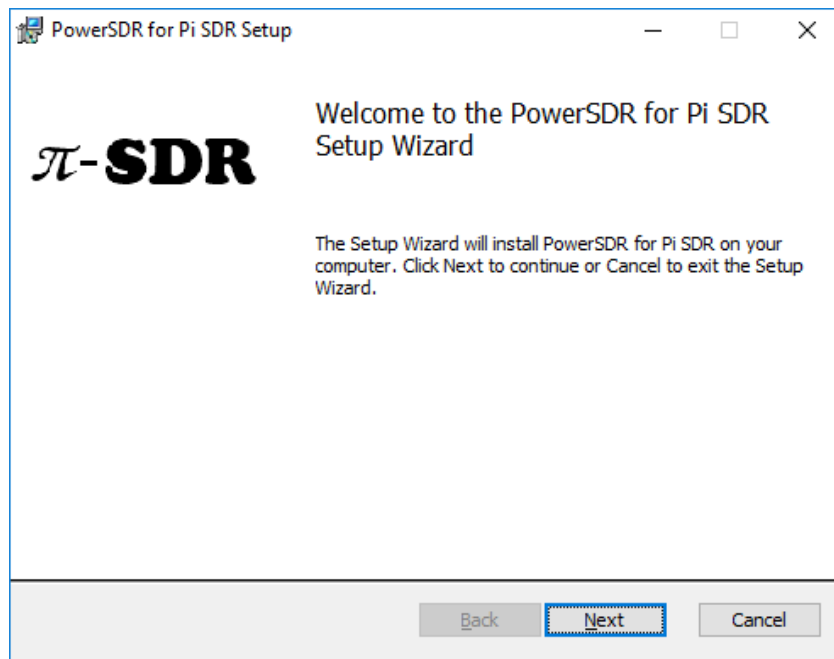 PowerSDR for Pi SDR Setup
π-SDR
Welcome to the PowerSDR for Pi SDR
Setup Wizard
The Setup Wizard will install PowerSDR for Pi SDR on your
computer. Click Next to continue or Cancel to exit the Setup
Wizard.
Back
Next
Cancel